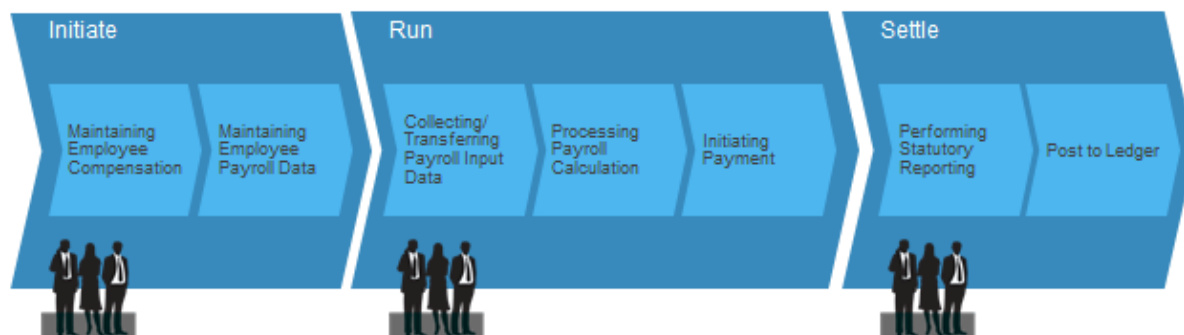 Initiate
Maintaining
Employee
Compensation
Maintaining
Employee
Payroll Data
Run
Collecting/
Transferring
Payroll Input
Data
Processing
Payroll
Calculation
Initiating
Payment
Settle
Performing
Statutory
Reporting
Post to Ledger